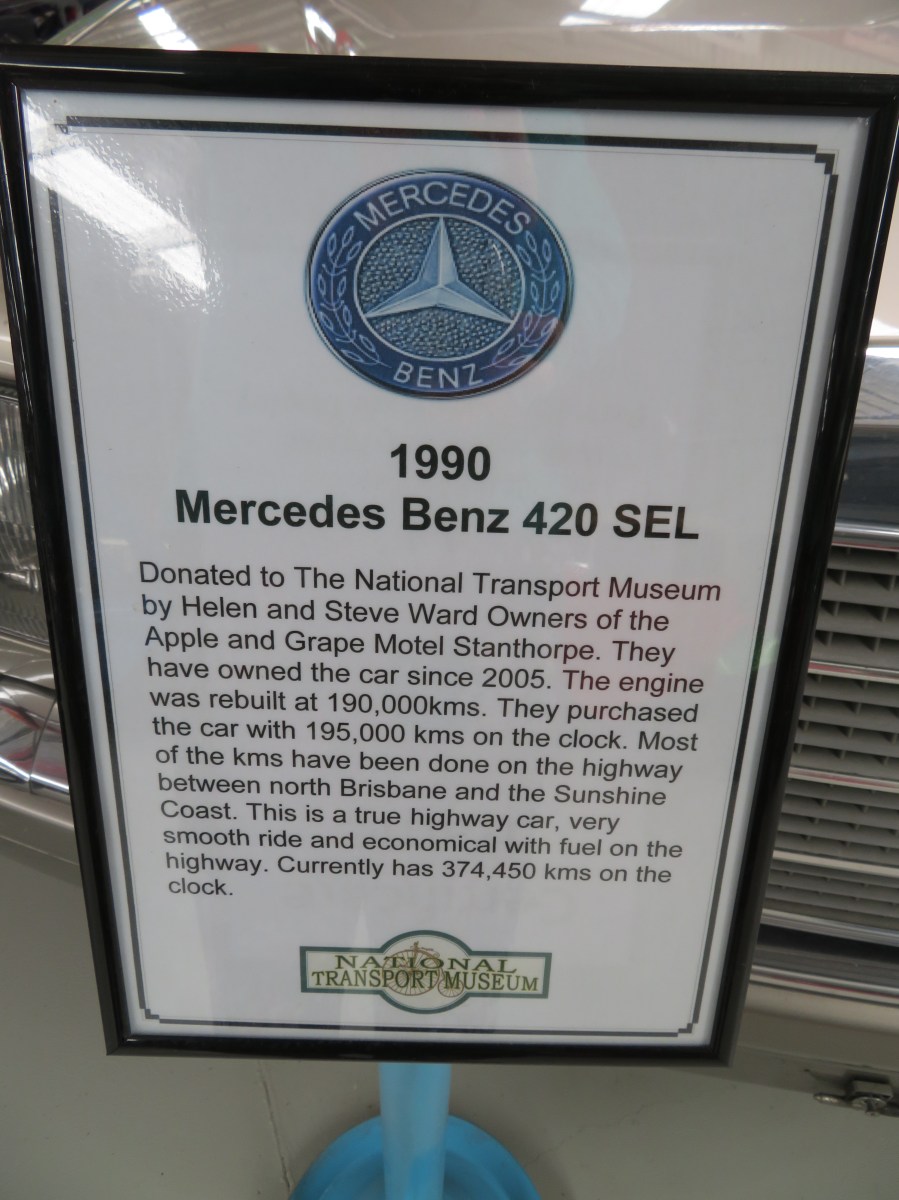 MERCEDES
BENZ
1990
Mercedes Benz 420 SEL
Donated to The National Transport Museum
by Helen and Steve Ward Owners of the
Apple and Grape Motel Stanthorpe. They
have owned the car since 2005. The engine
was rebuilt at 190,000kms. They purchased
the car with 195,000 kms on the clock. Most
of the kms have been done on the highway
between north Brisbane and the Sunshine
Coast. This is a true highway car, very
smooth ride and economical with fuel on the
highway. Currently has 374,450 kms on the
clock.
NATIONAL
TRANSPORT MUSEUM